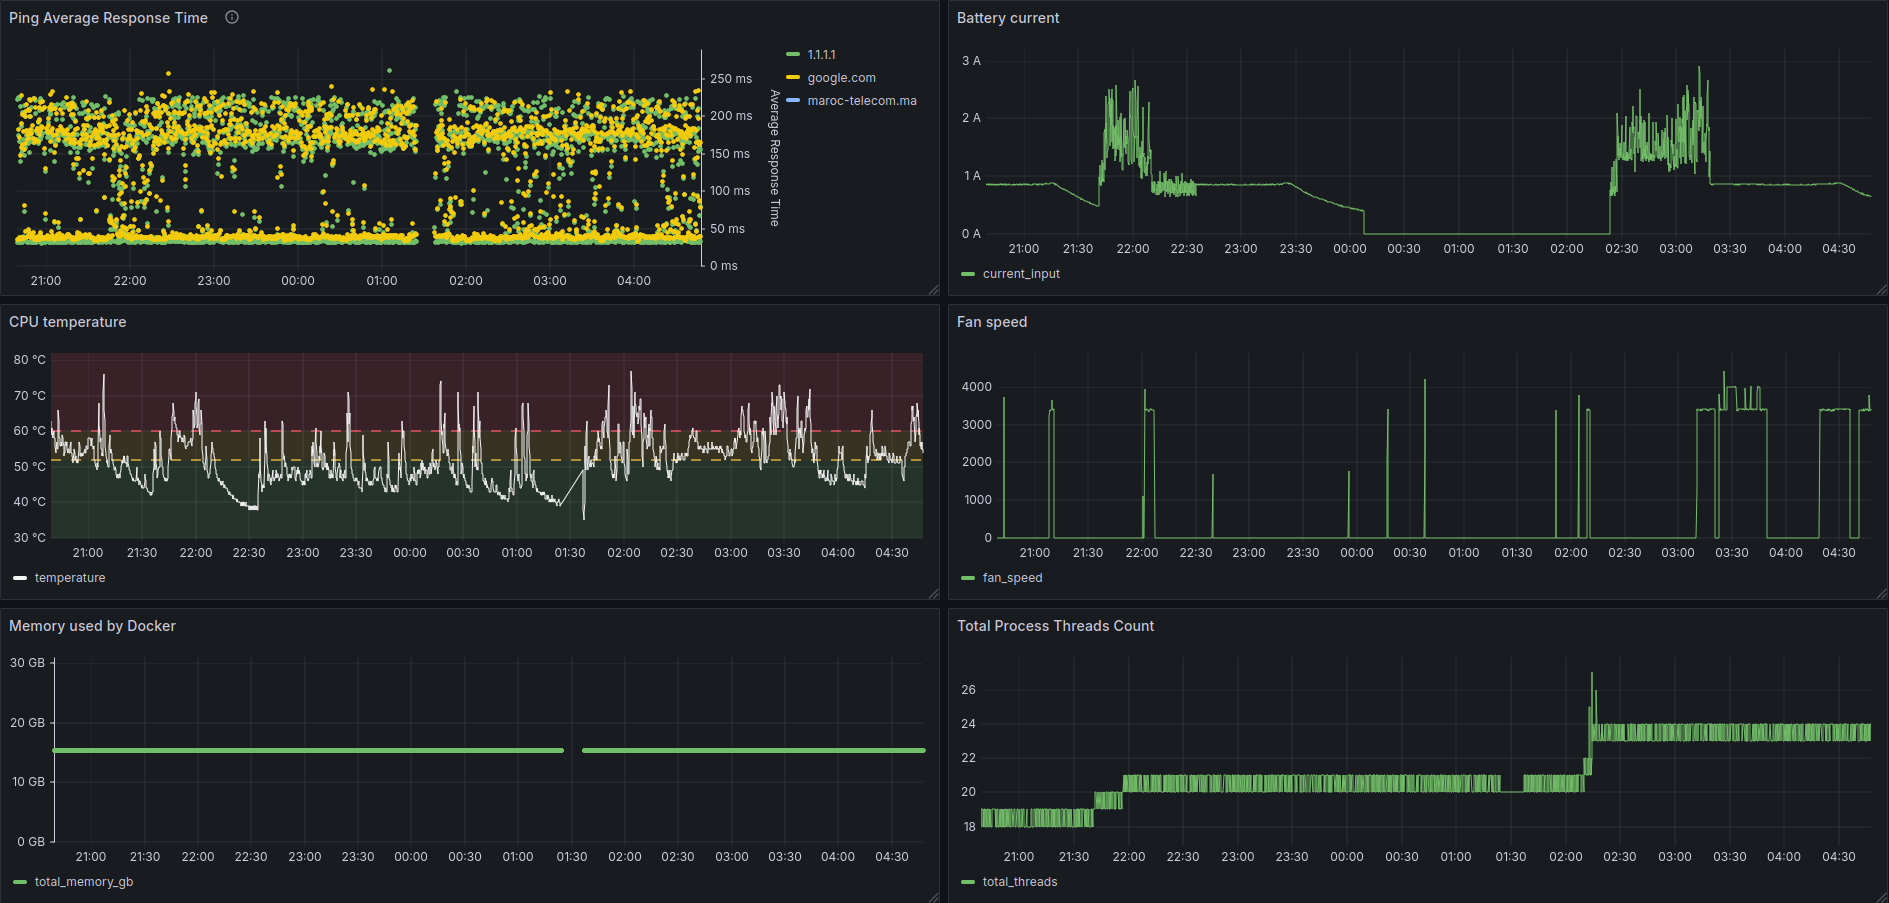 Ping Average Response Time
250 ms
200 ms
150 ms
100 ms
50 ms
0 ms
Average Response Time
21:00 22:00 23:00 00:00 01:00 02:00 03:00 04:00
1.1.1.1
google.com
maroc-telecom.ma
Battery current
3 A
2 A
1 A
0 A
21:00 21:30 22:00 22:30 23:00 23:30 00:00 00:30 01:00 01:30 02:00 02:30 03:00 03:30 04:00 04:30
current_input
CPU temperature
80 °C
70 °C
60 °C
50 °C
40 °C
30 °C
21:00 21:30 22:00 22:30 23:00 23:30 00:00 00:30 01:00 01:30 02:00 02:30 03:00 03:30 04:00 04:30
temperature
Fan speed
4000
3000
2000
1000
0
21:00 21:30 22:00 22:30 23:00 23:30 00:00 00:30 01:00 01:30 02:00 02:30 03:00 03:30 04:00 04:30
fan_speed
Memory used by Docker
30 GB
20 GB
10 GB
0 GB
21:00 21:30 22:00 22:30 23:00 23:30 00:00 00:30 01:00 01:30 02:00 02:30 03:00 03:30 04:00 04:30
total_memory_gb
Total Process Threads Count
26
24
22
20
18
21:00 21:30 22:00 22:30 23:00 23:30 00:00 00:30 01:00 01:30 02:00 02:30 03:00 03:30 04:00 04:30
total_threads